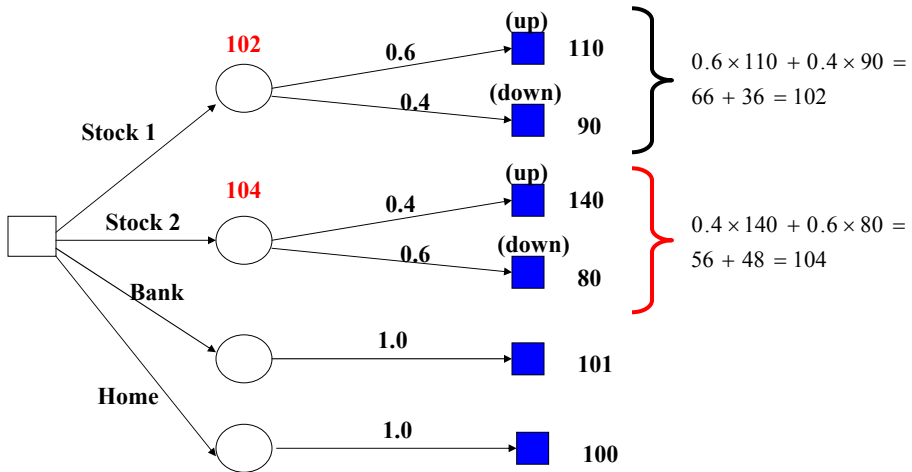 (up)
102
0.6
110
0.6 × 110 + 0.4 × 90 =
66 + 36 = 102
0.4
(down)
90
Stock 1
(up)
104
0.4
140
Stock 2
0.4 × 140 + 0.6 × 80 =
56 + 48 = 104
0.6
(down)
80
Bank
1.0
101
Home
1.0
100